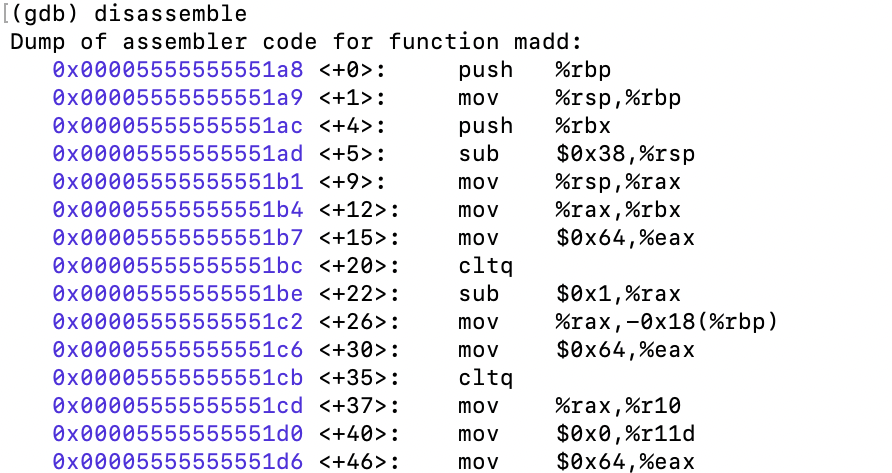 [(gdb) disassemble
Dump of assembler code for function madd:
0x00005555555551a8 <+0>: push %rbp
0x00005555555551a9 <+1>: mov %rsp,%rbp
0x00005555555551ac <+4>: push %rbx
0x00005555555551ad <+5>: sub $0x38,%rsp
0x00005555555551b1 <+9>: mov %rsp,%rax
0x00005555555551b4 <+12>: mov %rax,%rbx
0x00005555555551b7 <+15>: mov $0x64,%eax
0x00005555555551bc <+20>: cltq
0x00005555555551be <+22>: sub $0x1,%rax
0x00005555555551c2 <+26>: mov %rax,-0x18(%rbp)
0x00005555555551c6 <+30>: mov $0x64,%eax
0x00005555555551cb <+35>: cltq
0x00005555555551cd <+37>: mov %rax,%r10
0x00005555555551d0 <+40>: mov $0x0,%r11d
0x00005555555551d6 <+46>: mov $0x64,%eax